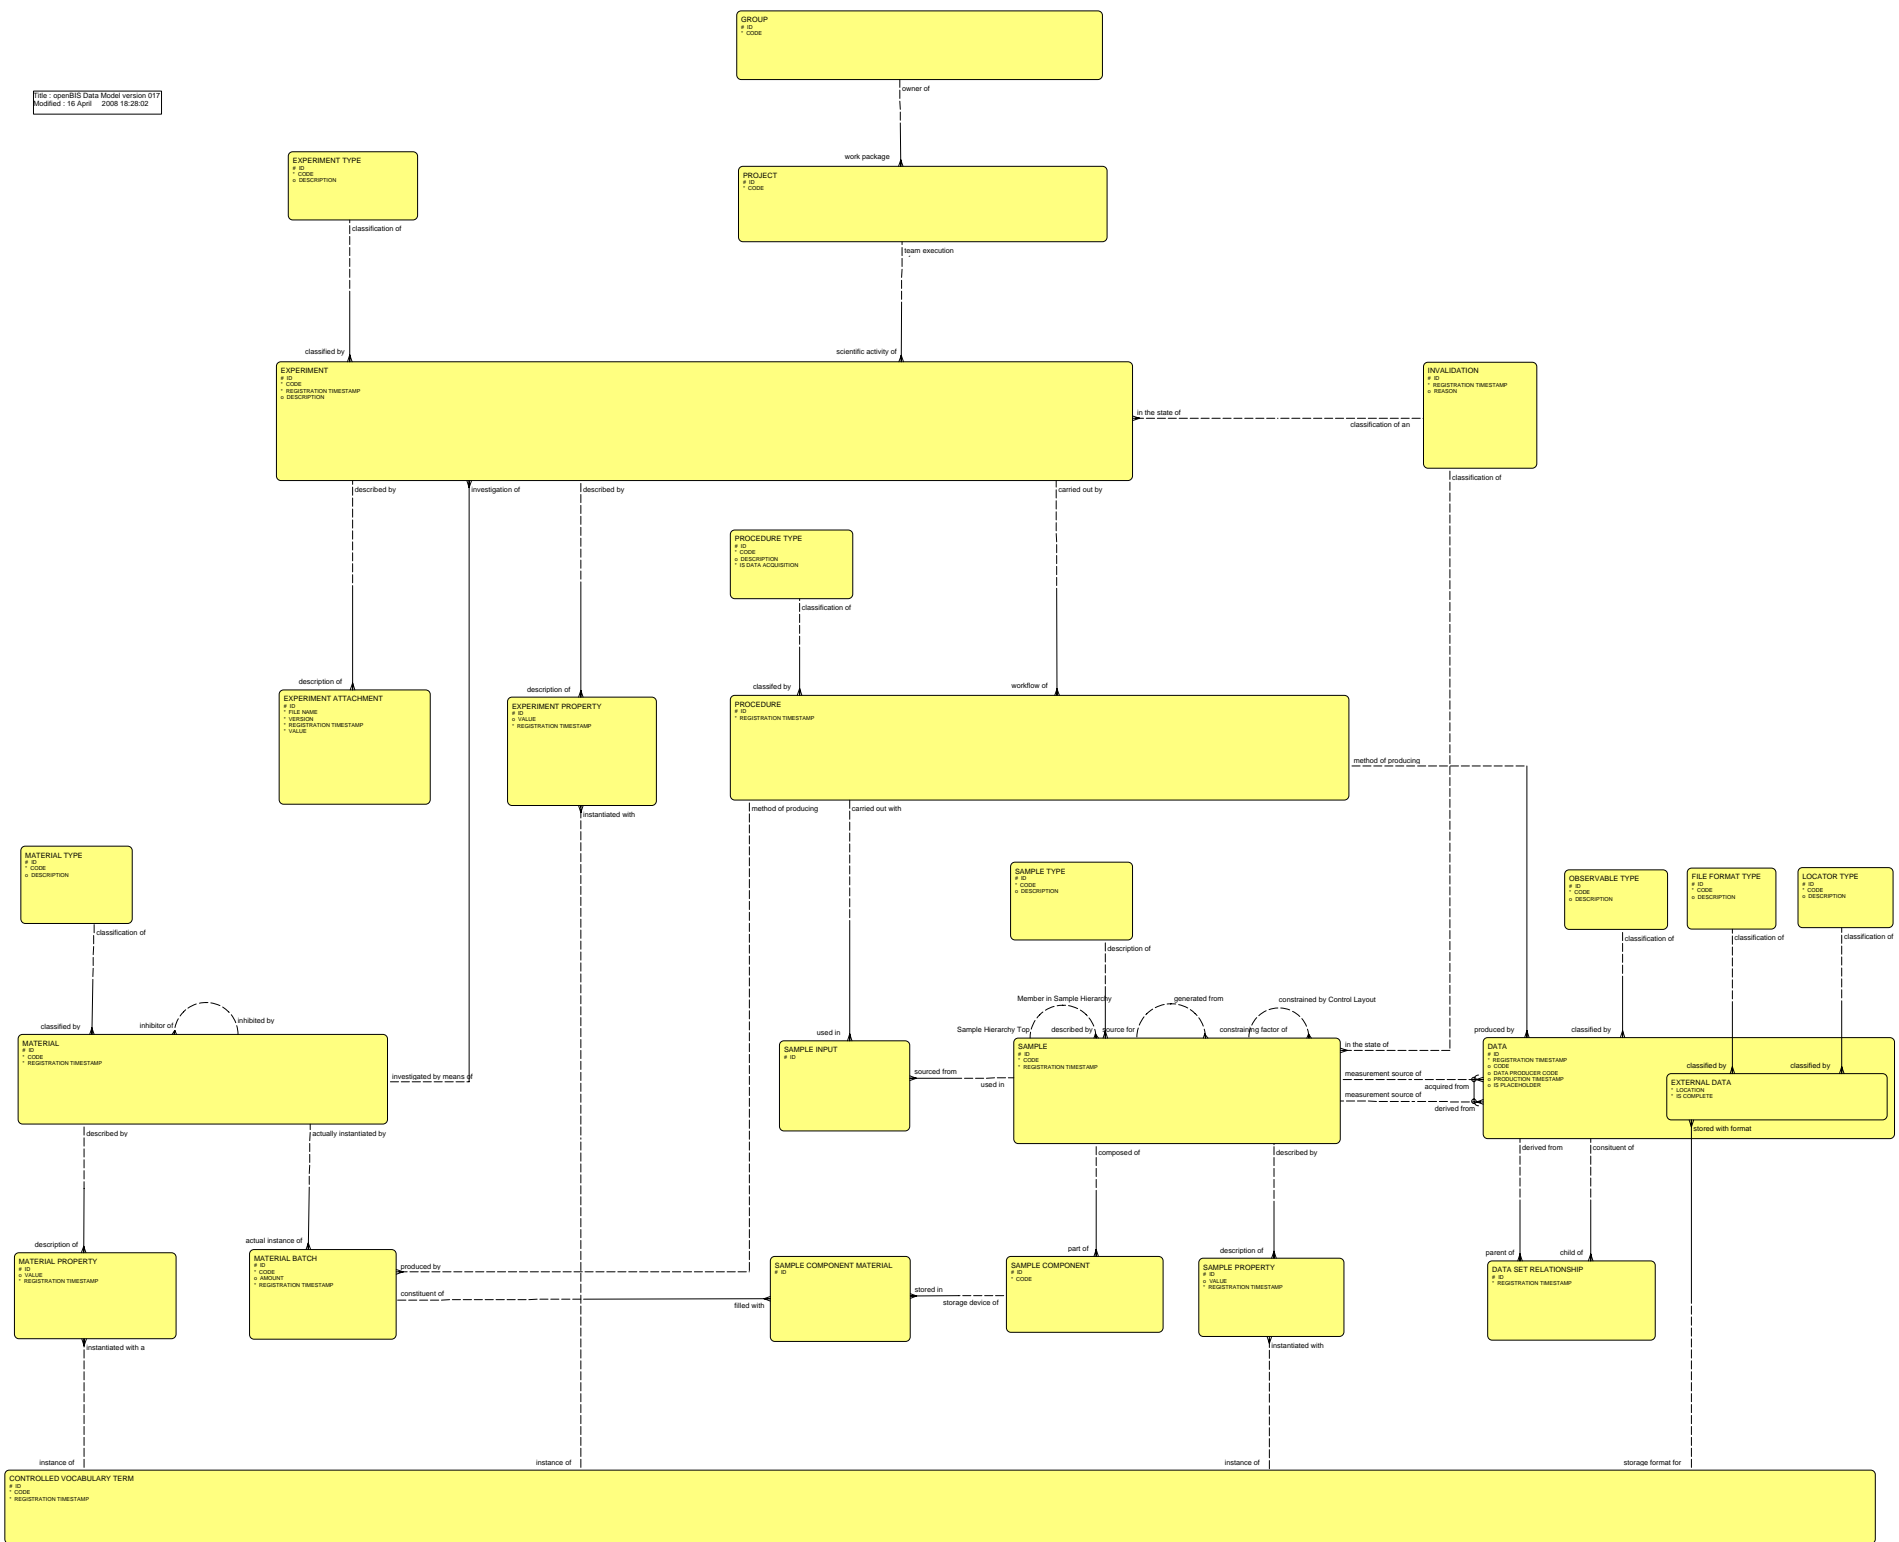 GROUP
# ID
* CODE
owner of
Title : openBIS Data Model version 017
Modified : 16 April 2008 18:28:02
work package
EXPERIMENT TYPE
# ID
* CODE
o DESCRIPTION
PROJECT
# ID
* CODE
classification of
team execution
classified by
scientific activity of
EXPERIMENT
# ID
* CODE
* REGISTRATION TIMESTAMP
o DESCRIPTION
INVALIDATION
# ID
* REGISTRATION TIMESTAMP
o REASON
in the state of
classification of an
described by
investigation of
described by
carried out by
classification of
PROCEDURE TYPE
# ID
* CODE
o DESCRIPTION
* IS DATA ACQUISITION
classification of
description of
description of
classifed by
workflow of
EXPERIMENT ATTACHMENT
# ID
* FILE NAME
* VERSION
* REGISTRATION TIMESTAMP
* VALUE
EXPERIMENT PROPERTY
# ID
o VALUE
* REGISTRATION TIMESTAMP
PROCEDURE
# ID
* REGISTRATION TIMESTAMP
method of producing
instantiated with
method of producing
carried out with
MATERIAL TYPE
# ID
* CODE
o DESCRIPTION
SAMPLE TYPE
# ID
* CODE
o DESCRIPTION
OBSERVABLE TYPE
# ID
* CODE
o DESCRIPTION
FILE FORMAT TYPE
# ID
* CODE
o DESCRIPTION
LOCATOR TYPE
# ID
* CODE
o DESCRIPTION
classification of
description of
classification of
classification of
classification of
Member in Sample Hierarchy
generated from
constrained by Control Layout
classified by
inhibitor of
inhibited by
used in
Sample Hierarchy Top
described by
source for
constraining factor of
produced by
classified by
MATERIAL
# ID
* CODE
* REGISTRATION TIMESTAMP
investigated by means of
SAMPLE INPUT
# ID
sourced from
used in
SAMPLE
# ID
* CODE
* REGISTRATION TIMESTAMP
in the state of
measurement source of
acquired from
measurement source of
derived from
DATA
# ID
* REGISTRATION TIMESTAMP
o CODE
o DATA PRODUCER CODE
o PRODUCTION TIMESTAMP
o IS PLACEHOLDER
classified by
classified by
EXTERNAL DATA
* LOCATION
* IS COMPLETE
stored with format
described by
actually instantiated by
composed of
described by
derived from
consituent of
description of
actual instance of
part of
description of
parent of
child of
MATERIAL PROPERTY
# ID
o VALUE
* REGISTRATION TIMESTAMP
MATERIAL BATCH
# ID
* CODE
o AMOUNT
* REGISTRATION TIMESTAMP
produced by
constituent of
filled with
SAMPLE COMPONENT MATERIAL
# ID
stored in
storage device of
SAMPLE COMPONENT
# ID
* CODE
SAMPLE PROPERTY
# ID
o VALUE
* REGISTRATION TIMESTAMP
DATA SET RELATIONSHIP
# ID
* REGISTRATION TIMESTAMP
instantiated with a
instantiated with
instance of
instance of
instance of
storage format for
CONTROLLED VOCABULARY TERM
# ID
* CODE
* REGISTRATION TIMESTAMP